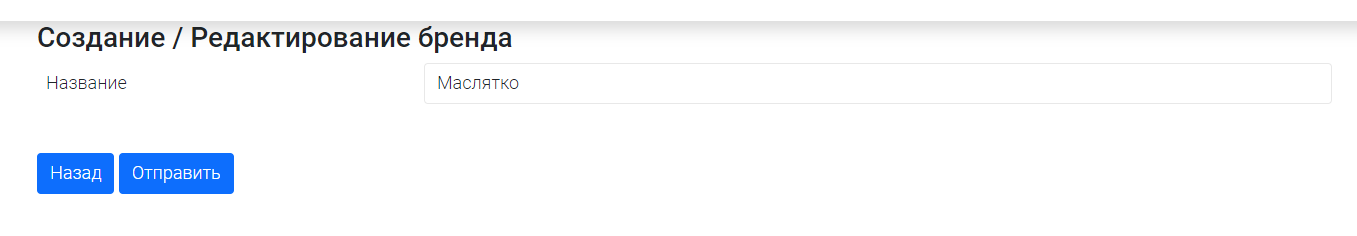 Создание / Редактирование бренда
Название Маслятко
Назад Отправить